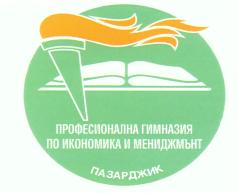 ПРОФЕСИОНАЛНА ГИМНАЗИЯ
ПО ИКОНОМИКА И МЕНИДЖМЪНТ
ПАЗАРДЖИК